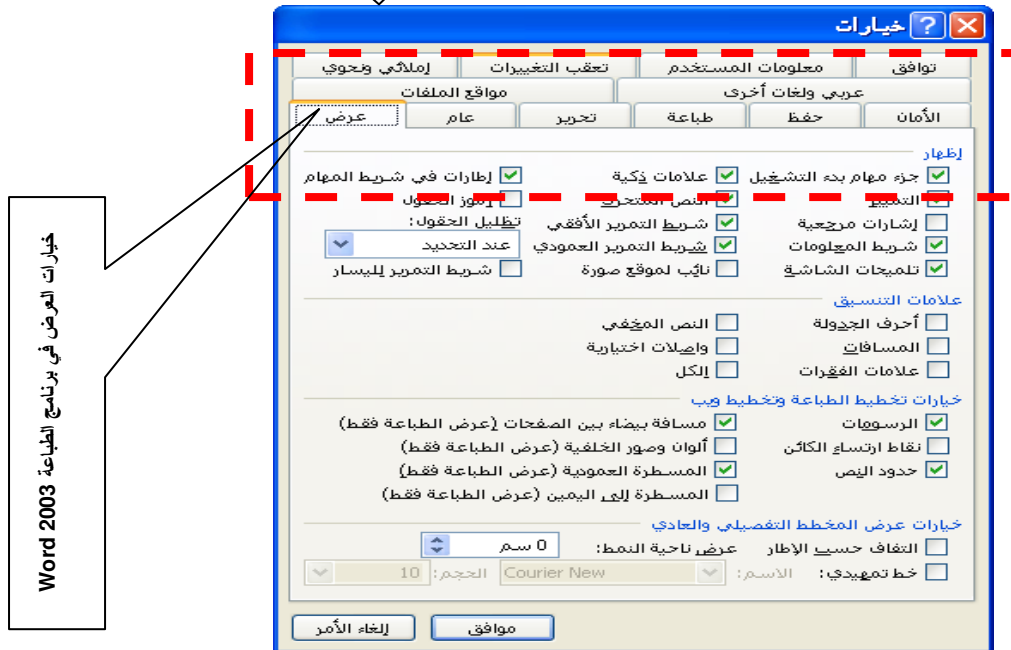 خيارات
توافق معلومات المستخدم تعقب التغييرات إملائي ونحوي
عربي ولغات أخرى مواقع الملفات
الأمان حفظ طباعة تحرير عام عرض
إظهار
جزء مهام بدء التشغيل علامات ذكية إطارات في شريط المهام
التمييز النص المتحرك رموز الحقول
إشارات مرجعية شريط التمرير الأفقي تظليل الحقول:
شريط المعلومات شريط التمرير العمودي عند التحديد
تلميحات الشاشة نائب لموقع صورة شريط التمرير لليسار
علامات التنسيق
أحرف الجدولة النص المخفي
المسافات واصلات اختيارية
علامات الفقرات الكل
خيارات تخطيط الطباعة وتخطيط ويب
الرسومات مسافة بيضاء بين الصفحات (عرض الطباعة فقط)
نقاط ارتساء الكائن ألوان وصور الخلفية (عرض الطباعة فقط)
حدود النص المسطرة العمودية (عرض الطباعة فقط)
المسطرة إلى اليمين (عرض الطباعة فقط)
خيارات عرض المخطط التفصيلي والعادي
التفاف حسب الإطار عرض ناحية النمط: 0 سم
خط تمهيدي: الاسم: Courier New الحجم: 10
موافق إلغاء الأمر
خيارات العرض في برنامج الطباعة Word 2003